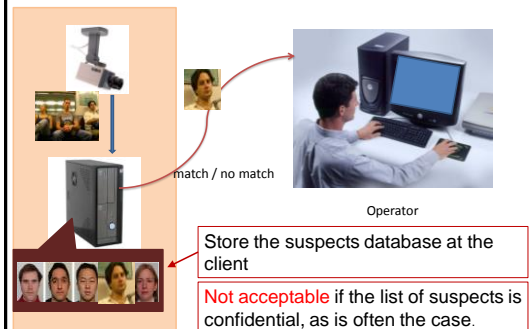 match / no match
Operator
Store the suspects database at the
client
Not acceptable if the list of suspects is
confidential, as is often the case.